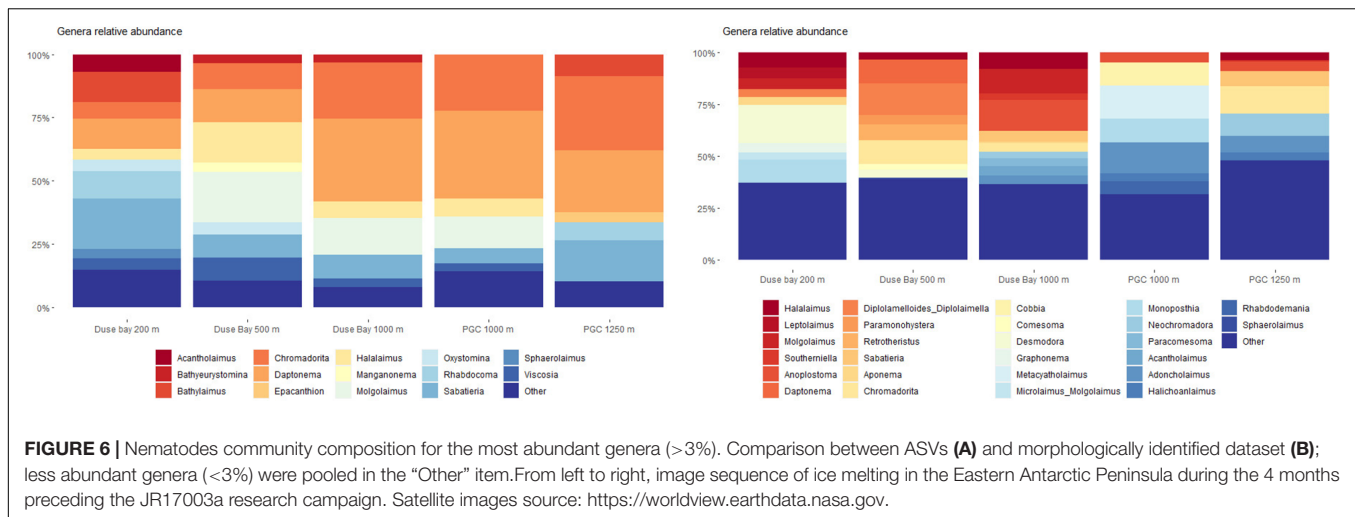 Genera relative abundance
100%
75%
50%
25%
0%
Duse bay 200 m Duse Bay 500 m Duse Bay 1000 m PGC 1000 m PGC 1250 m
Acantholaimus Chromadorita Halalaimus Oxystomina Sphaerolaimus
Bathyeurystomina Daptonema Manganonema Rhabdocoma Viscosia
Bathylaimus Epacanthion Molgolaimus Sabatieria Other
Genera relative abundance
100%
75%
50%
25%
0%
Duse bay 200 m Duse Bay 500 m Duse Bay 1000 m PGC 1000 m PGC 1250 m
Halalaimus Diplolamelloides_Diplolaimella Cobbia Monoposthia Rhabdodemania
Leptolaimus Paramonohystera Comesoma Neochromadora Sphaerolaimus
Molgolaimus Retrotheristus Desmodora Paracomesoma Other
Southerniella Sabatieria Graphonema Acantholaimus
Anoplostoma Aponema Metacyatholaimus Adoncholaimus
Daptonema Chromadorita Microlaimus_Molgolaimus Halichoanlaimus
FIGURE 6 | Nematodes community composition for the most abundant genera (>3%). Comparison between ASVs (A) and morphologically identified dataset (B);
less abundant genera (<3%) were pooled in the “Other” item.From left to right, image sequence of ice melting in the Eastern Antarctic Peninsula during the 4 months
preceding the JR17003a research campaign. Satellite images source: https://worldview.earthdata.nasa.gov.